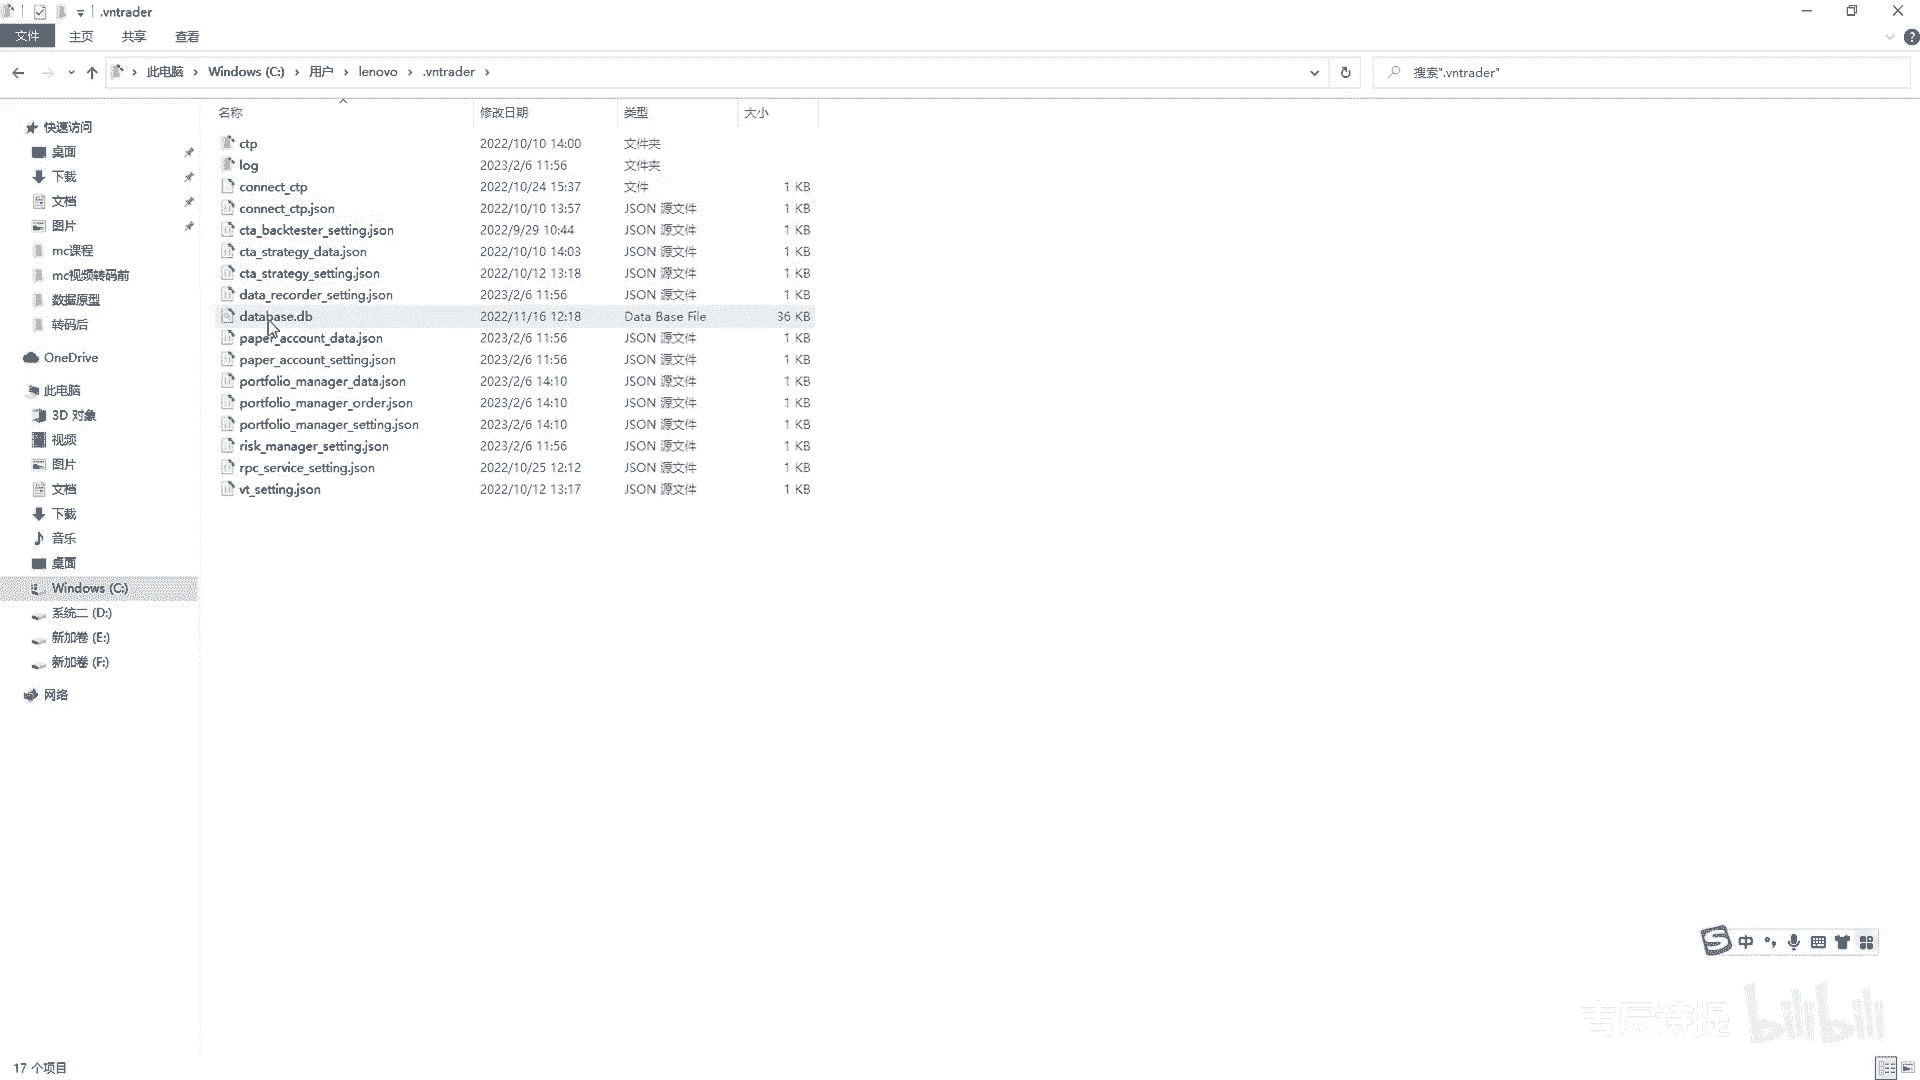 .vntrader
文件 主页 共享 查看
此电脑 › Windows (C:) › 用户 › lenovo › .vntrader ›
搜索".vntrader"
名称 修改日期 类型 大小
ctp 2022/10/10 14:00 文件夹
log 2023/2/6 11:56 文件夹
connect_ctp 2022/10/24 15:37 文件 1 KB
connect_ctp.json 2022/10/10 13:57 JSON 源文件 1 KB
cta_backtester_setting.json 2022/9/29 10:44 JSON 源文件 1 KB
cta_strategy_data.json 2022/10/10 14:03 JSON 源文件 1 KB
cta_strategy_setting.json 2022/10/12 13:18 JSON 源文件 1 KB
data_recorder_setting.json 2023/2/6 11:56 JSON 源文件 1 KB
database.db 2022/11/16 12:18 Data Base File 36 KB
paper_account_data.json 2023/2/6 11:56 JSON 源文件 1 KB
paper_account_setting.json 2023/2/6 11:56 JSON 源文件 1 KB
portfolio_manager_data.json 2023/2/6 14:10 JSON 源文件 1 KB
portfolio_manager_order.json 2023/2/6 14:10 JSON 源文件 1 KB
portfolio_manager_setting.json 2023/2/6 14:10 JSON 源文件 1 KB
risk_manager_setting.json 2023/2/6 11:56 JSON 源文件 1 KB
rpc_service_setting.json 2022/10/25 12:12 JSON 源文件 1 KB
vt_setting.json 2022/10/12 13:17 JSON 源文件 1 KB
快速访问
桌面
下载
文档
图片
mc课程
mc视频转码前
数据原型
转码后
OneDrive
此电脑
3D 对象
视频
图片
文档
下载
音乐
桌面
Windows (C:)
系统二 (D:)
新加卷 (E:)
新加卷 (F:)
网络
中
bilibili
17 个项目